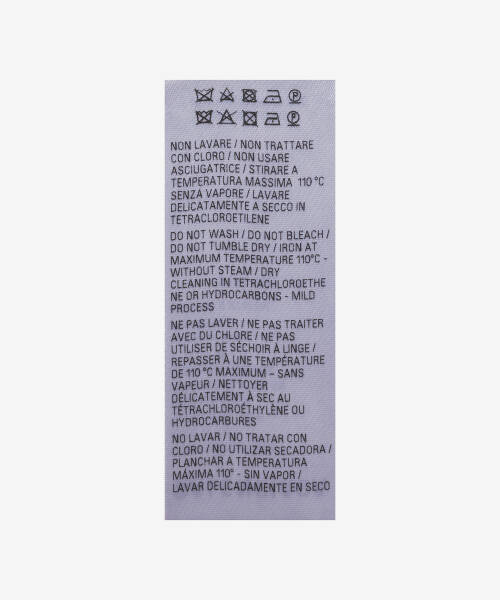 NON LAVARE / NON TRATTARE
CON CLORO / NON USARE
ASCIUGATRICE / STIRARE A
TEMPERATURA MASSIMA 110 °C
SENZA VAPORE / LAVARE
DELICATAMENTE A SECCO IN
TETRACLOROETILENE
DO NOT WASH / DO NOT BLEACH /
DO NOT TUMBLE DRY / IRON AT
MAXIMUM TEMPERATURE 110°C -
WITHOUT STEAM / DRY
CLEANING IN TETRACHLOROETHE
NE OR HYDROCARBONS - MILD
PROCESS
NE PAS LAVER / NE PAS TRAITER
AVEC DU CHLORE / NE PAS
UTILISER DE SÉCHOIR À LINGE /
REPASSER À UNE TEMPÉRATURE
DE 110 °C MAXIMUM – SANS
VAPEUR / NETTOYER
DÉLICATEMENT À SEC AU
TÉTRACHLOROÉTHYLÈNE OU
HYDROCARBURES
NO LAVAR / NO TRATAR CON
CLORO / NO UTILIZAR SECADORA /
PLANCHAR A TEMPERATURA
MÁXIMA 110° - SIN VAPOR /
LAVAR DELICADAMENTE EN SECO